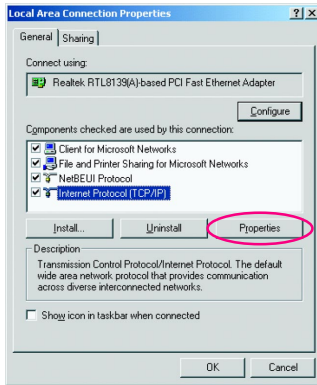 Local Area Connection Properties
General Sharing
Connect using:
Realtek RTL8139(A)-based PCI Fast Ethernet Adapter
Configure
Components checked are used by this connection:
Client for Microsoft Networks
File and Printer Sharing for Microsoft Networks
NetBEUI Protocol
Internet Protocol (TCP/IP)
Install... Uninstall Properties
Description
Transmission Control Protocol/Internet Protocol. The default
wide area network protocol that provides communication
across diverse interconnected networks.
Show icon in taskbar when connected
OK Cancel